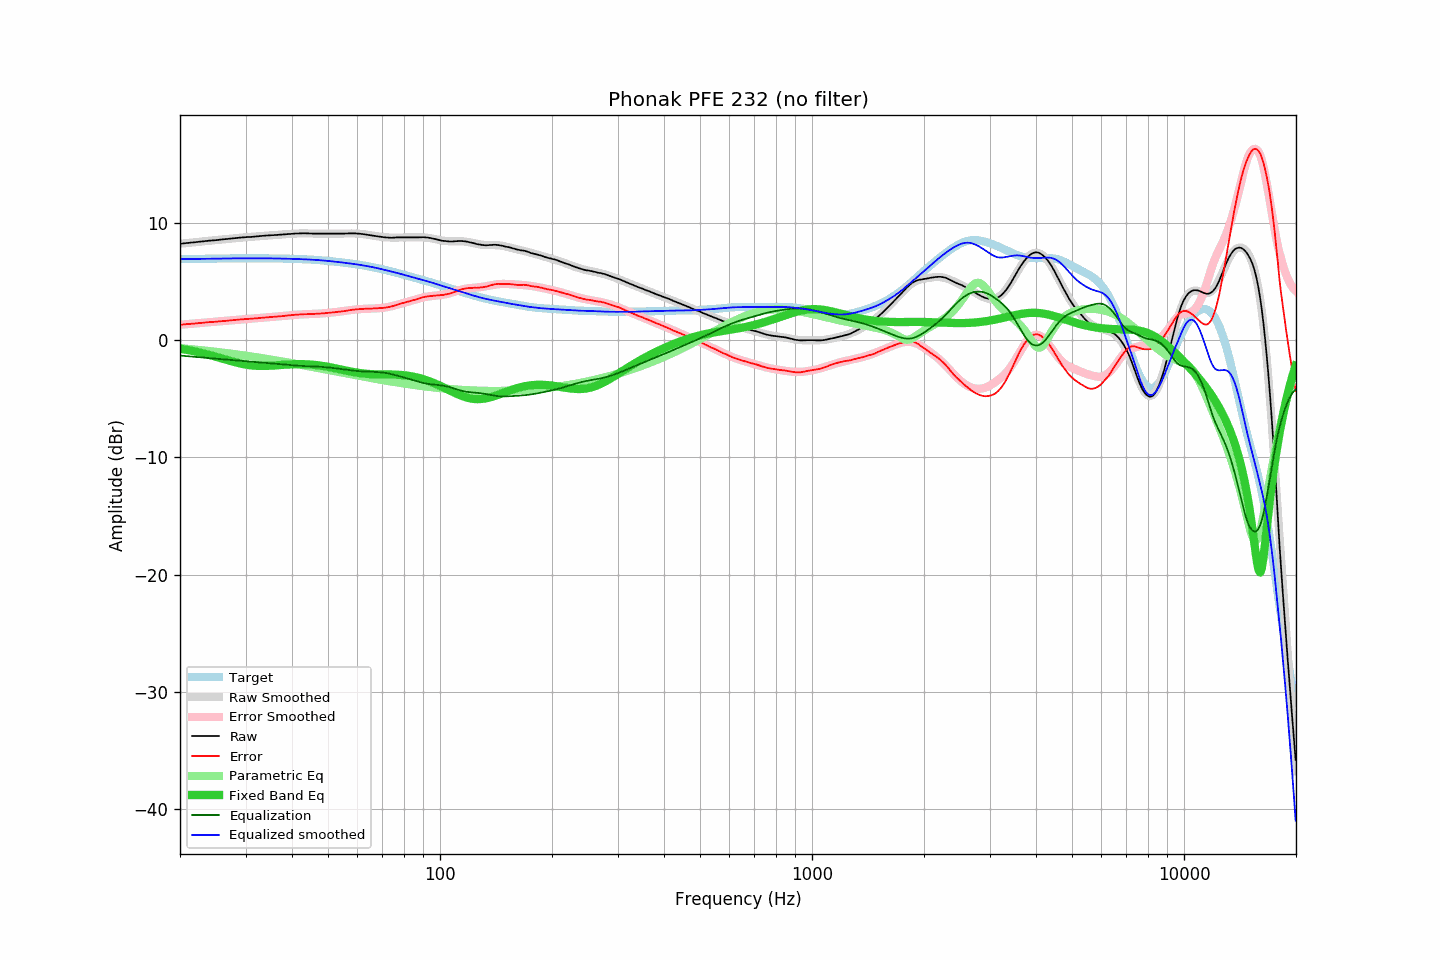 Phonak PFE 232 (no filter)
Amplitude (dBr)
10
0
−10
−20
−30
−40
Target
Raw Smoothed
Error Smoothed
Raw
Error
Parametric Eq
Fixed Band Eq
Equalization
Equalized smoothed
100 1000 10000
Frequency (Hz)